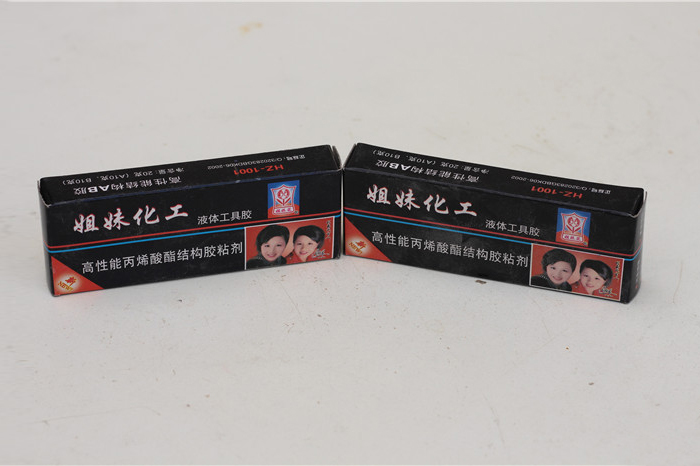 HZ-1001
高性能结构AB胶
净含量: 20克 (A10克、B10克)
姐妹化工
液体工具胶
高性能丙烯酸酯结构胶粘剂
NEW
HZ-1001
高性能结构AB胶
净含量: 20克 (A10克、B10克)
姐妹化工
液体工具胶
高性能丙烯酸酯结构胶粘剂